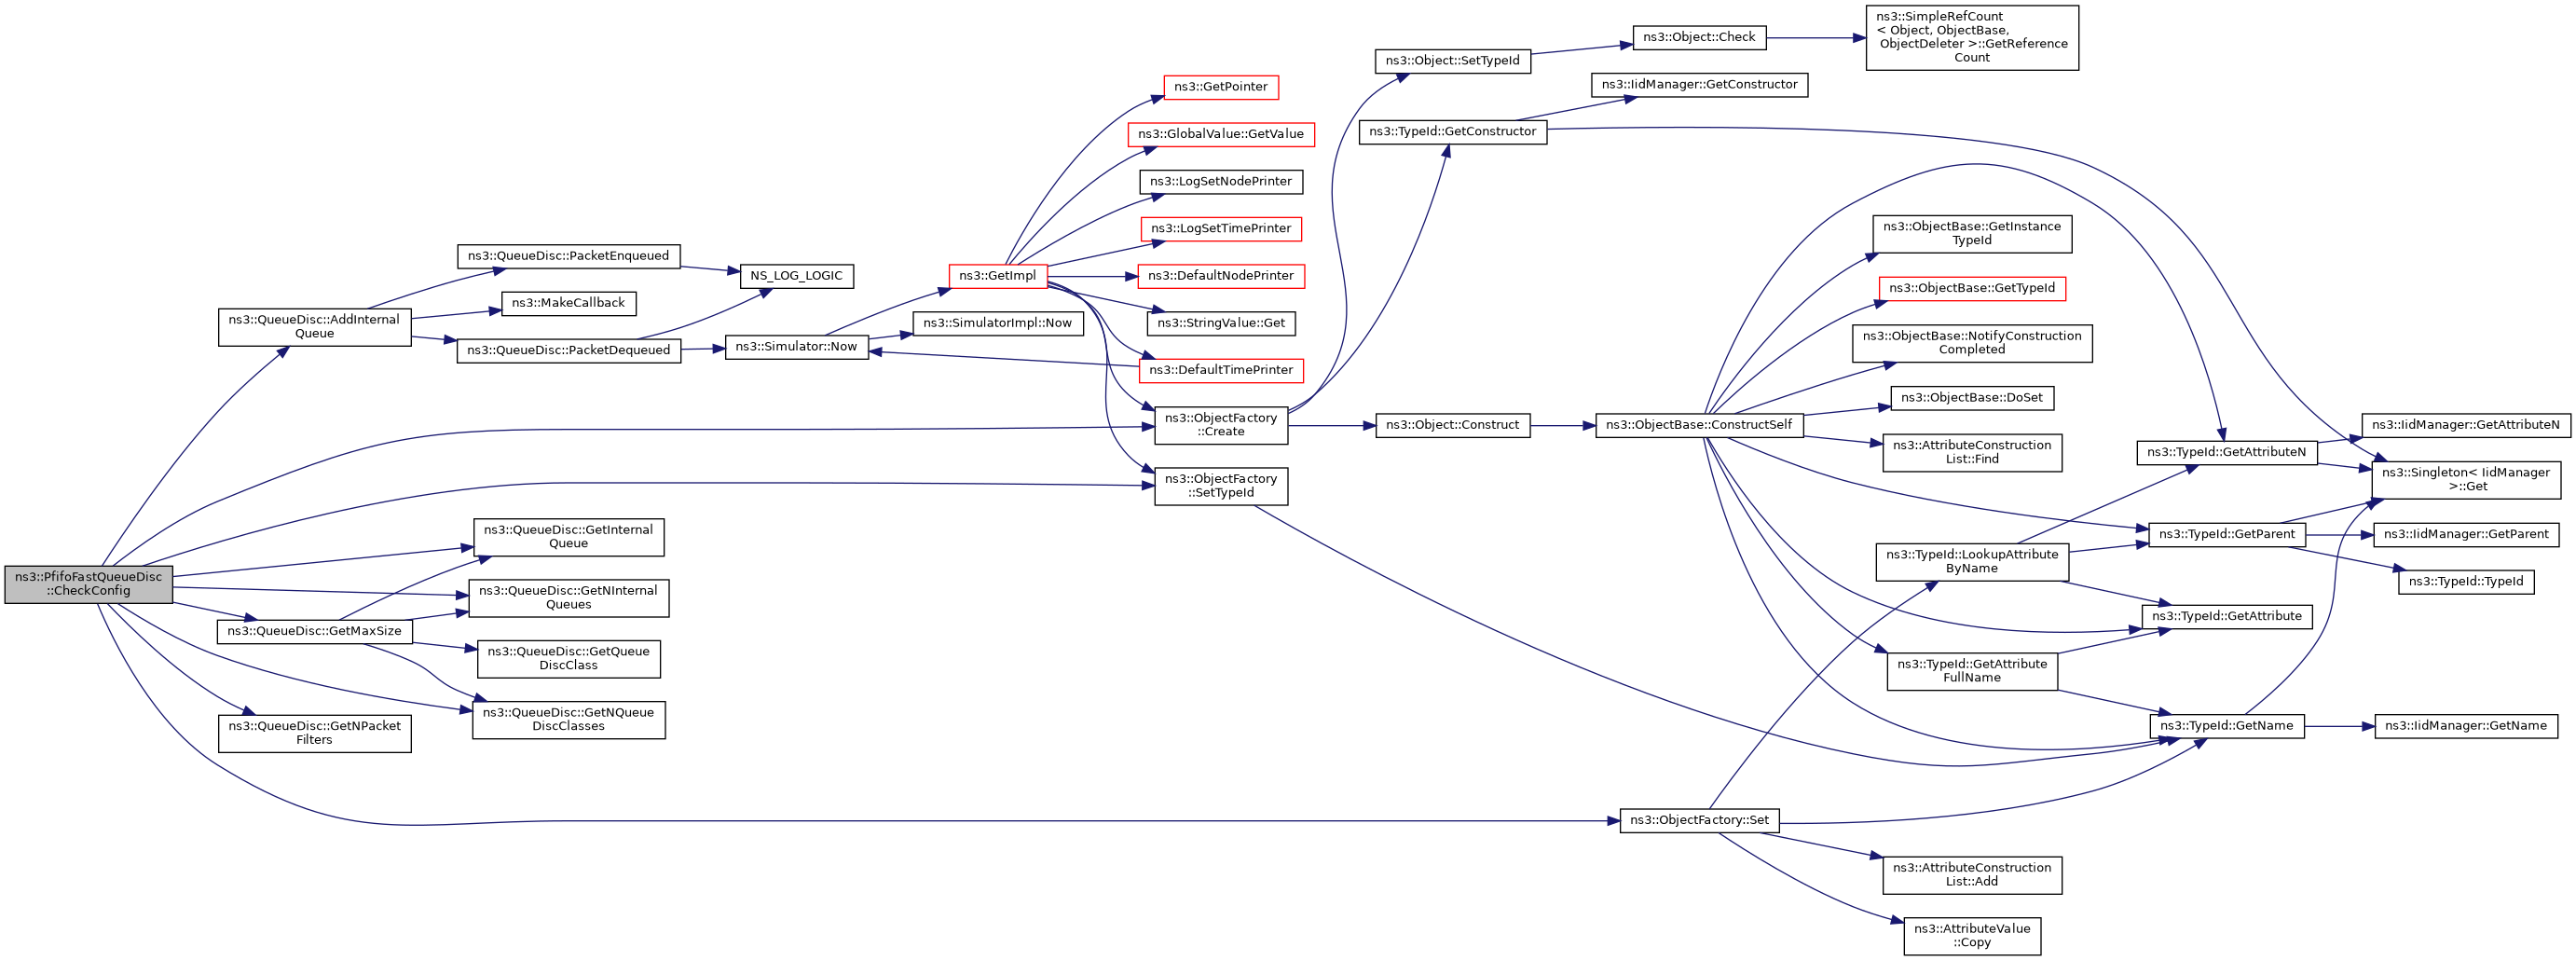 ns3::PfifoFastQueueDisc
::CheckConfig
ns3::QueueDisc::AddInternal
Queue
ns3::QueueDisc::GetMaxSize
ns3::QueueDisc::GetNPacket
Filters
ns3::QueueDisc::PacketEnqueued
ns3::MakeCallback
ns3::QueueDisc::PacketDequeued
ns3::QueueDisc::GetInternal
Queue
ns3::QueueDisc::GetNInternal
Queues
ns3::QueueDisc::GetQueue
DiscClass
ns3::QueueDisc::GetNQueue
DiscClasses
NS_LOG_LOGIC
ns3::Simulator::Now
ns3::GetImpl
ns3::SimulatorImpl::Now
ns3::GetPointer
ns3::GlobalValue::GetValue
ns3::LogSetNodePrinter
ns3::LogSetTimePrinter
ns3::DefaultNodePrinter
ns3::StringValue::Get
ns3::DefaultTimePrinter
ns3::ObjectFactory
::Create
ns3::ObjectFactory
::SetTypeId
ns3::Object::SetTypeId
ns3::TypeId::GetConstructor
ns3::Object::Construct
ns3::Object::Check
ns3::IidManager::GetConstructor
ns3::ObjectBase::ConstructSelf
ns3::ObjectFactory::Set
ns3::SimpleRefCount
< Object, ObjectBase,
ObjectDeleter >::GetReference
Count
ns3::ObjectBase::GetInstance
TypeId
ns3::ObjectBase::GetTypeId
ns3::ObjectBase::NotifyConstruction
Completed
ns3::ObjectBase::DoSet
ns3::AttributeConstruction
List::Find
ns3::TypeId::LookupAttribute
ByName
ns3::TypeId::GetAttribute
FullName
ns3::AttributeConstruction
List::Add
ns3::AttributeValue
::Copy
ns3::TypeId::GetAttributeN
ns3::TypeId::GetParent
ns3::TypeId::GetAttribute
ns3::TypeId::GetName
ns3::IidManager::GetAttributeN
ns3::Singleton< IidManager
>::Get
ns3::IidManager::GetParent
ns3::TypeId::TypeId
ns3::IidManager::GetName